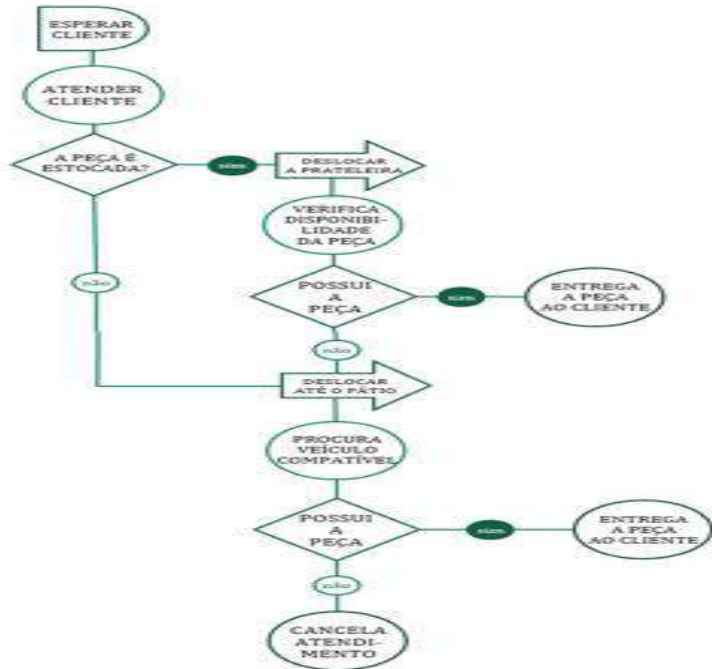 ESPERAR
CLIENTE
ATENDER
CLIENTE
A PEÇA É
ESTOCADA?
sim
DESLOCAR
A PRATELEIRA
VERIFICA
DISPONIBI-
LIDADE
DA PEÇA
não
POSSUI
A
PEÇA
sim
ENTREGA
A PEÇA
AO CLIENTE
não
DESLOCAR
ATÉ O PÁTIO
PROCURA
VEÍCULO
COMPATÍVEL
POSSUI
A
PEÇA
sim
ENTREGA
A PEÇA
AO CLIENTE
não
CANCELA
ATENDI-
MENTO